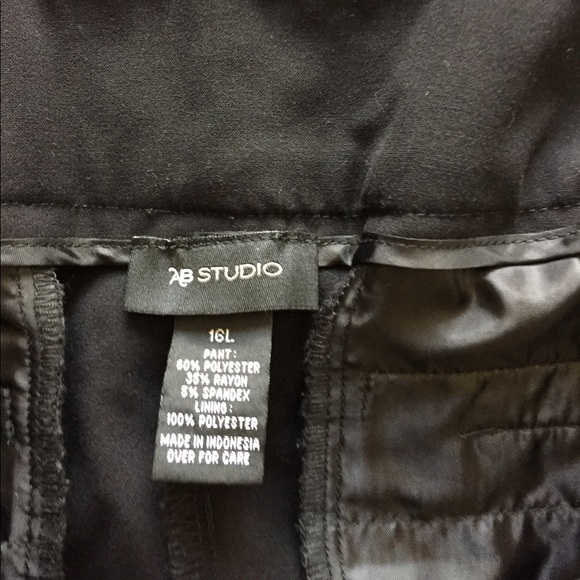 AB STUDIO
16L
PANT:
60% POLYESTER
35% RAYON
5% SPANDEX
LINING:
100% POLYESTER
MADE IN INDONESIA
OVER FOR CARE